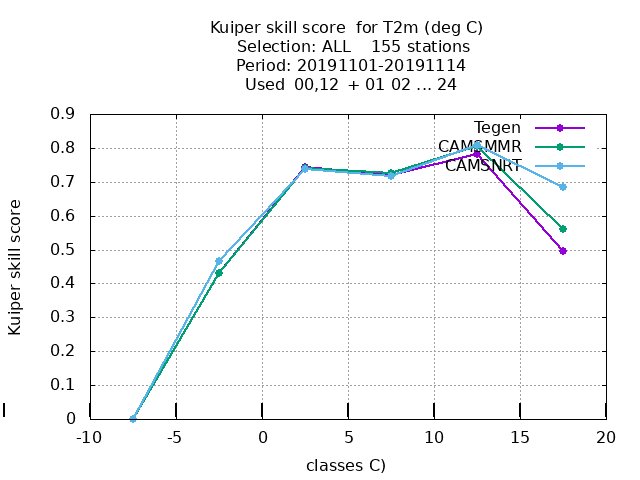 Kuiper skill score for T2m (deg C)
Selection: ALL 155 stations
Period: 20191101-20191114
Used 00,12 + 01 02 ... 24
Kuiper skill score
0.9
0.8
0.7
0.6
0.5
0.4
0.3
0.2
0.1
0
Tegen
CAMSMMR
CAMSNRT
-10
-5
0
5
10
15
20
classes C)